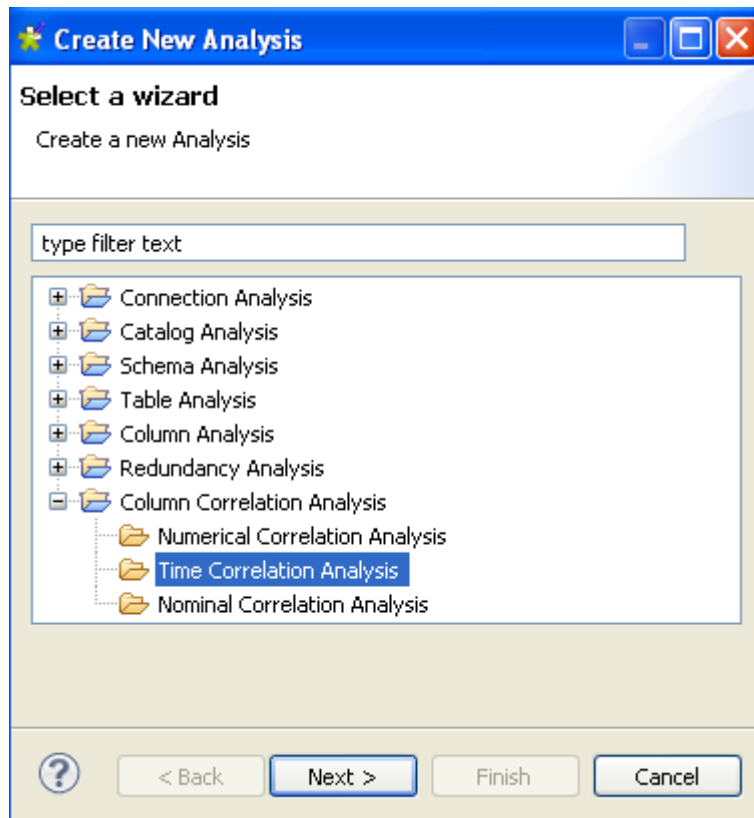 Create New Analysis
Select a wizard
Create a new Analysis
type filter text
Connection Analysis
Catalog Analysis
Schema Analysis
Table Analysis
Column Analysis
Redundancy Analysis
Column Correlation Analysis
Numerical Correlation Analysis
Time Correlation Analysis
Nominal Correlation Analysis
? < Back Next > Finish Cancel